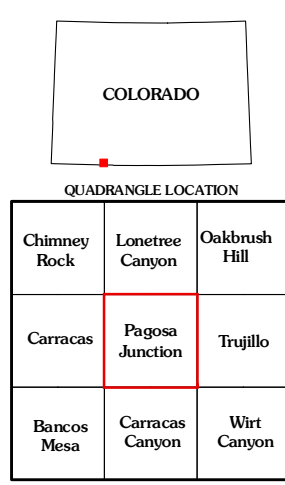 COLORADO
QUADRANGLE LOCATION
Chimney
Rock
Lonetree
Canyon
Oakbrush
Hill
Carracas
Pagosa
Junction
Trujillo
Bancos
Mesa
Carracas
Canyon
Wirt
Canyon